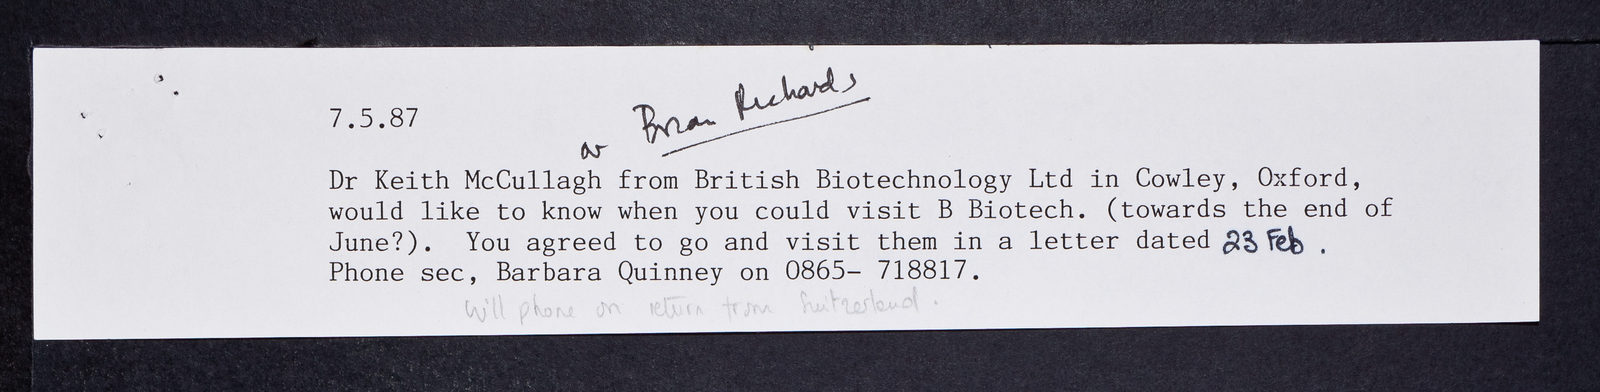 7.5.87
or Brian Richards
Dr Keith McCullagh from British Biotechnology Ltd in Cowley, Oxford,
would like to know when you could visit B Biotech. (towards the end of
June?).  You agreed to go and visit them in a letter dated 23 Feb.
Phone sec, Barbara Quinney on 0865- 718817.
Will phone on return from Switzerland.